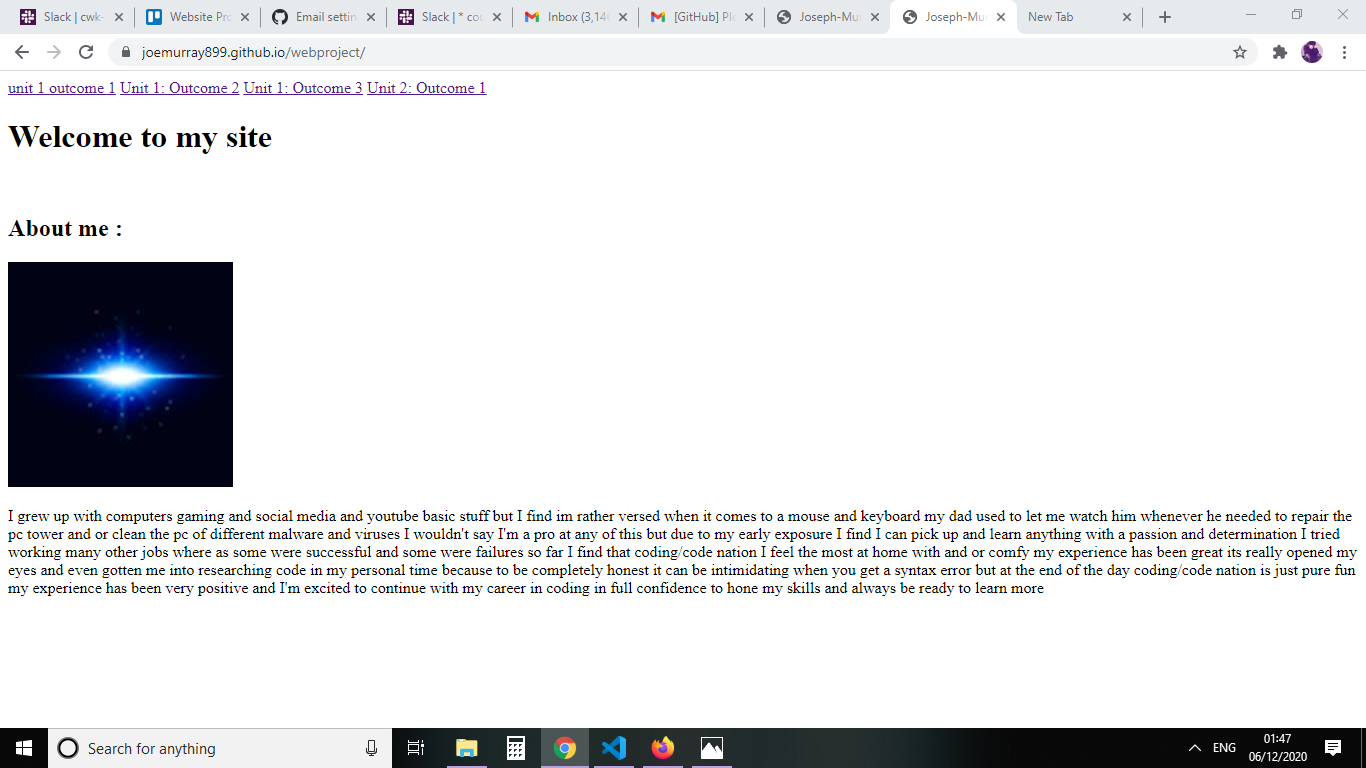 Slack | cwk-
Website Pro
Email settin
Slack | * co
Inbox (3,14
[GitHub] Ple
Joseph-Mur
Joseph-Mur
New Tab
joemurray899.github.io/webproject/
unit 1 outcome 1 Unit 1: Outcome 2 Unit 1: Outcome 3 Unit 2: Outcome 1
Welcome to my site
About me :
I grew up with computers gaming and social media and youtube basic stuff but I find im rather versed when it comes to a mouse and keyboard my dad used to let me watch him whenever he needed to repair the
pc tower and or clean the pc of different malware and viruses I wouldn't say I'm a pro at any of this but due to my early exposure I find I can pick up and learn anything with a passion and determination I tried
working many other jobs where as some were successful and some were failures so far I find that coding/code nation I feel the most at home with and or comfy my experience has been great its really opened my
eyes and even gotten me into researching code in my personal time because to be completely honest it can be intimidating when you get a syntax error but at the end of the day coding/code nation is just pure fun
my experience has been very positive and I'm excited to continue with my career in coding in full confidence to hone my skills and always be ready to learn more
Search for anything
ENG
01:47
06/12/2020